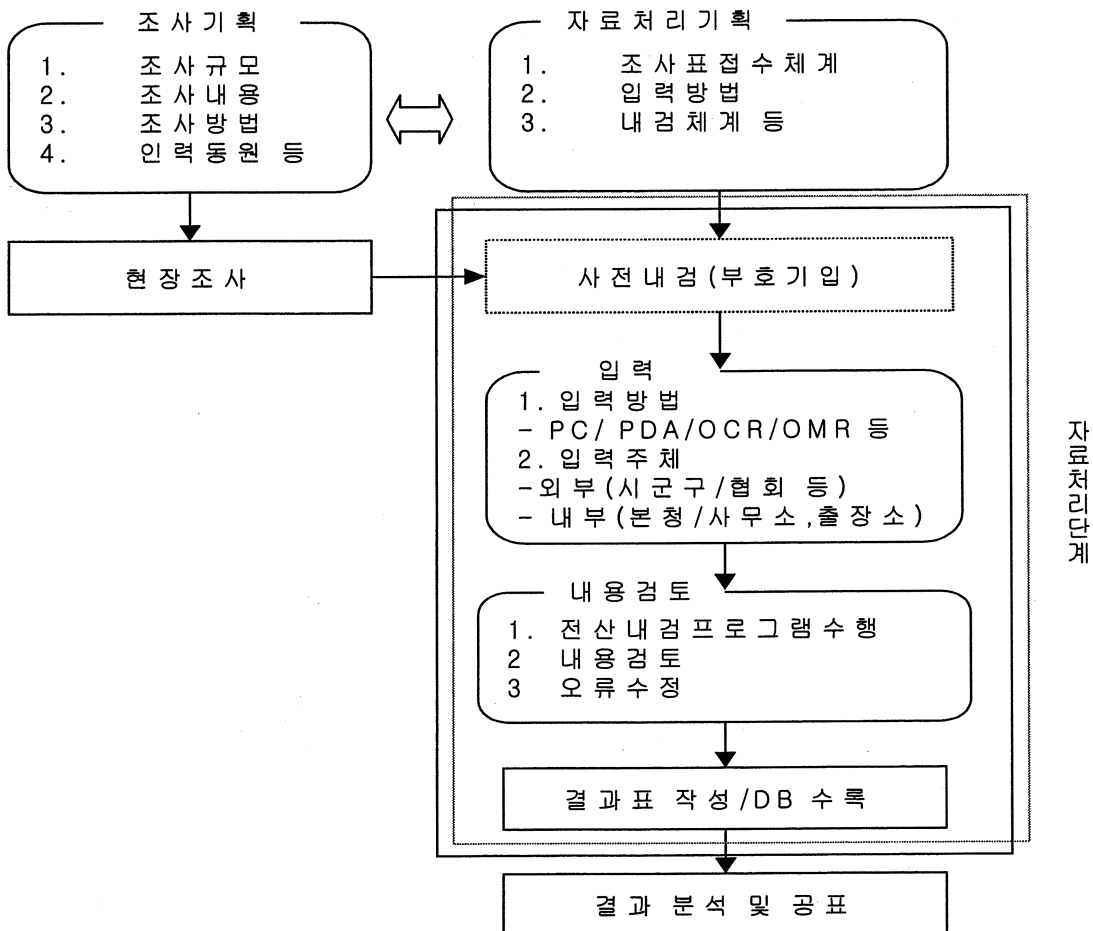 조사기획
1. 조사규모
2. 조사내용
3. 조사방법
4. 인력동원 등
자료처리기획
1. 조사표접수체계
2. 입력방법
3. 내검체계 등
현장조사
사전내검(부호기입)
입력
1. 입력방법
- PC/ PDA/OCR/OMR 등
2. 입력주체
-외부(시군구/협회 등)
- 내부(본청/사무소,출장소)
내용검토
1. 전산내검프로그램수행
2 내용검토
3 오류수정
결과표 작성/DB 수록
결과 분석 및 공표
자료처리단계